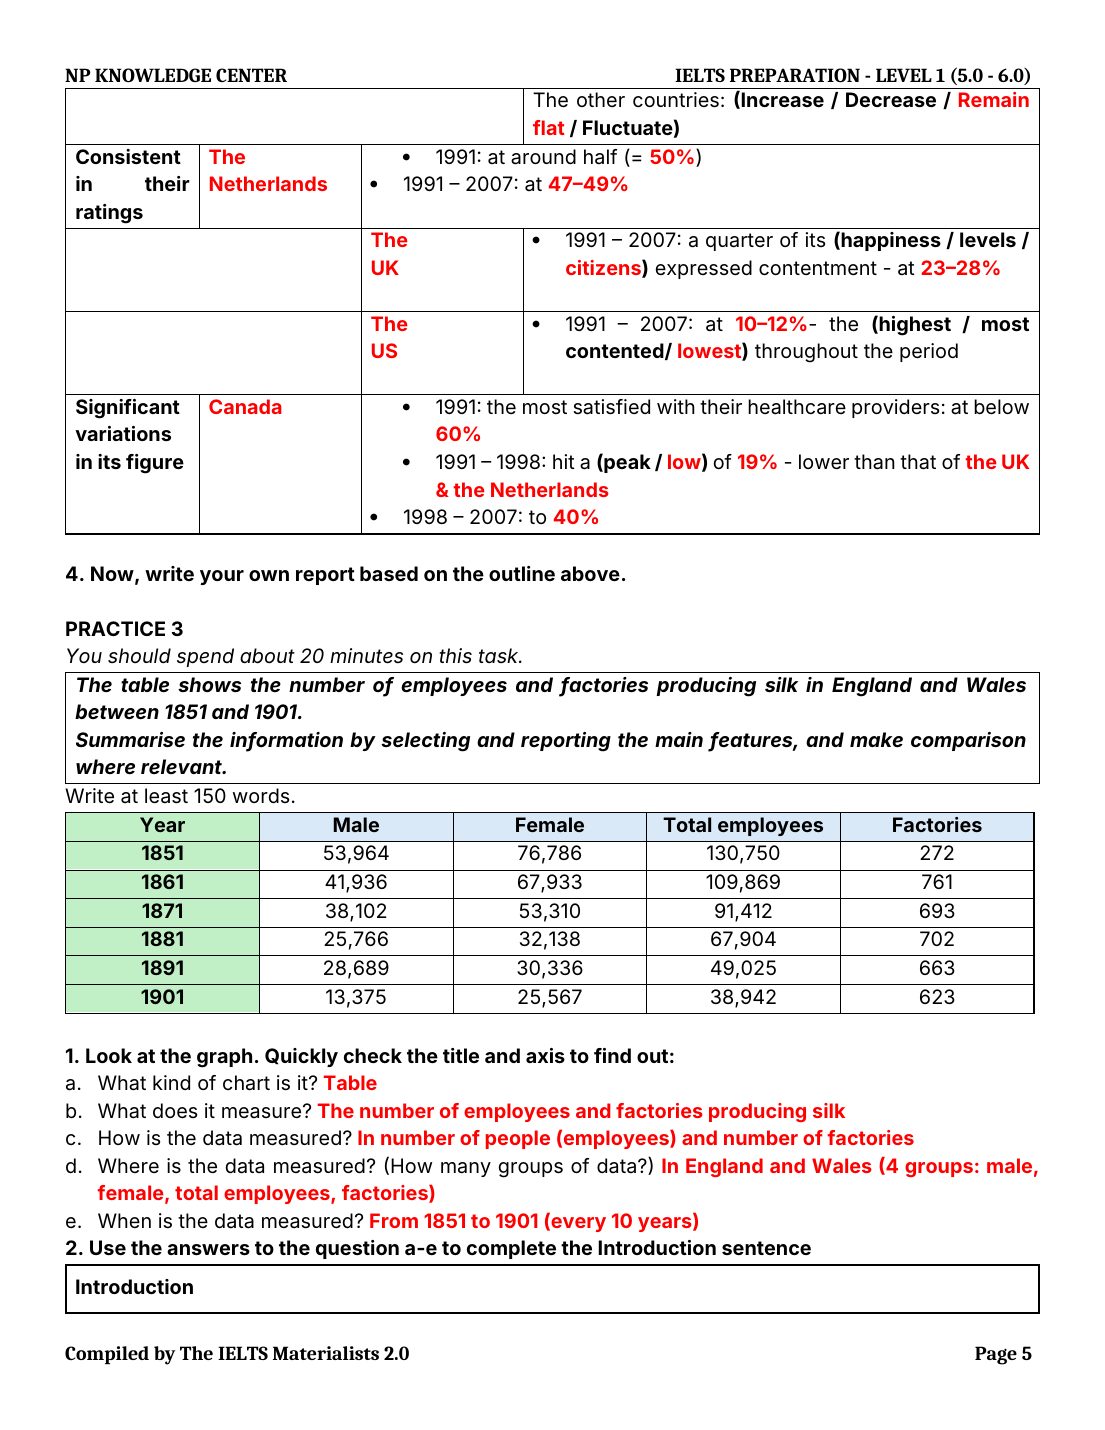 NP KNOWLEDGE CENTER IELTS PREPARATION - LEVEL 1 (5.0 - 6.0)
The other countries: (Increase / Decrease / Remain
flat / Fluctuate)
Consistent
in their
ratings
The
Netherlands
• 1991: at around half (= 50%)
• 1991 – 2007: at 47–49%
The
UK
• 1991 – 2007: a quarter of its (happiness / levels /
citizens) expressed contentment - at 23–28%
The
US
• 1991 – 2007: at 10–12%- the (highest / most
contented/ lowest) throughout the period
Significant
variations
in its figure
Canada
• 1991: the most satisfied with their healthcare providers: at below
60%
• 1991 – 1998: hit a (peak / low) of 19% - lower than that of the UK
& the Netherlands
• 1998 – 2007: to 40%
4. Now, write your own report based on the outline above.
PRACTICE 3
You should spend about 20 minutes on this task.
The table shows the number of employees and factories producing silk in England and Wales
between 1851 and 1901.
Summarise the information by selecting and reporting the main features, and make comparison
where relevant.
Write at least 150 words.
Year Male Female Total employees Factories
1851 53,964 76,786 130,750 272
1861 41,936 67,933 109,869 761
1871 38,102 53,310 91,412 693
1881 25,766 32,138 67,904 702
1891 28,689 30,336 49,025 663
1901 13,375 25,567 38,942 623
1. Look at the graph. Quickly check the title and axis to find out:
a. What kind of chart is it? Table
b. What does it measure? The number of employees and factories producing silk
c. How is the data measured? In number of people (employees) and number of factories
d. Where is the data measured? (How many groups of data?) In England and Wales (4 groups: male,
female, total employees, factories)
e. When is the data measured? From 1851 to 1901 (every 10 years)
2. Use the answers to the question a-e to complete the Introduction sentence
Introduction
Compiled by The IELTS Materialists 2.0 Page 5